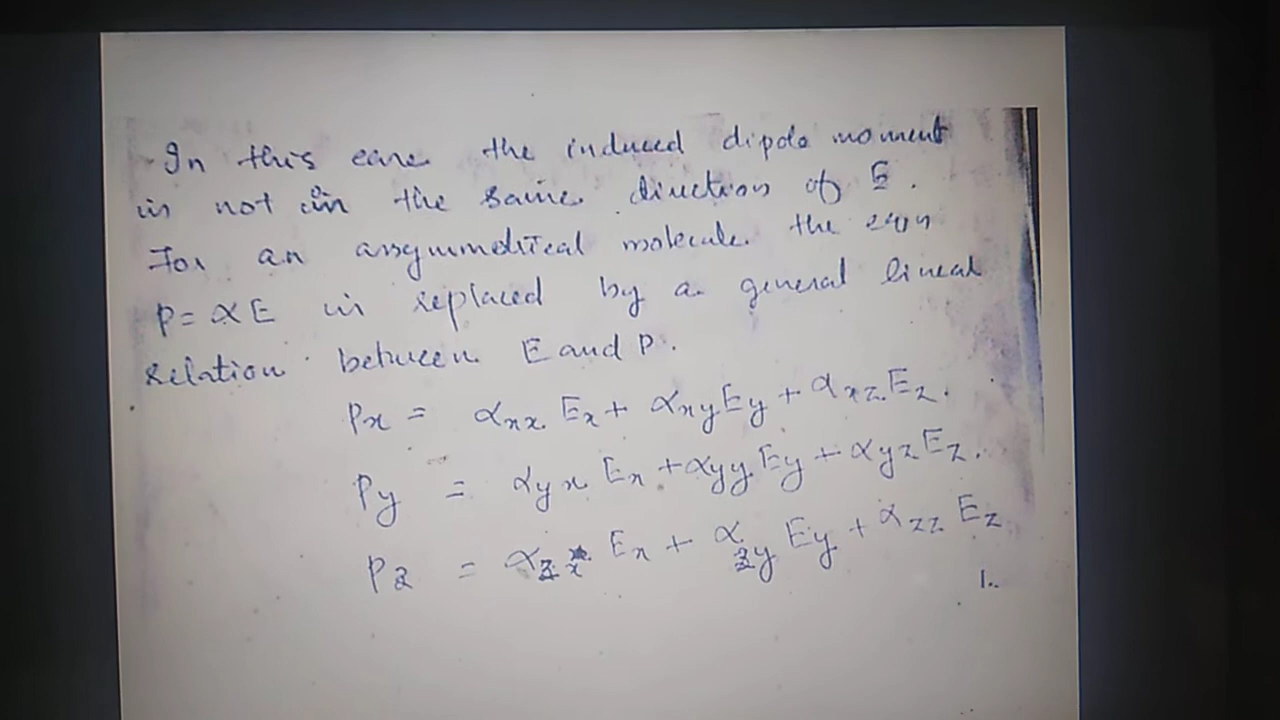 In this case the induced dipole moment
is not in the same direction of E.
For an assymmetrical molecule the eqn
P = αE is replaced by a general linear
relation between E and P.
Px = αxx Ex + αxy Ey + αxz Ez.
Py = αyx Ex + αyy Ey + αyz Ez.
Pz = αzx Ex + αzy Ey + αzz Ez
1.